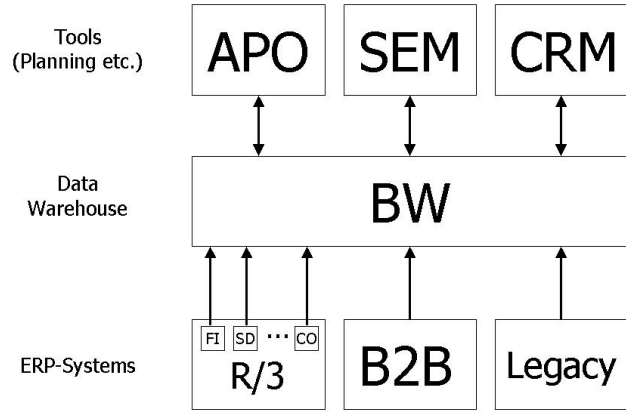 Tools
(Planning etc.)
APO
SEM
CRM
Data
Warehouse
BW
ERP-Systems
FI
SD
...
CO
R/3
B2B
Legacy